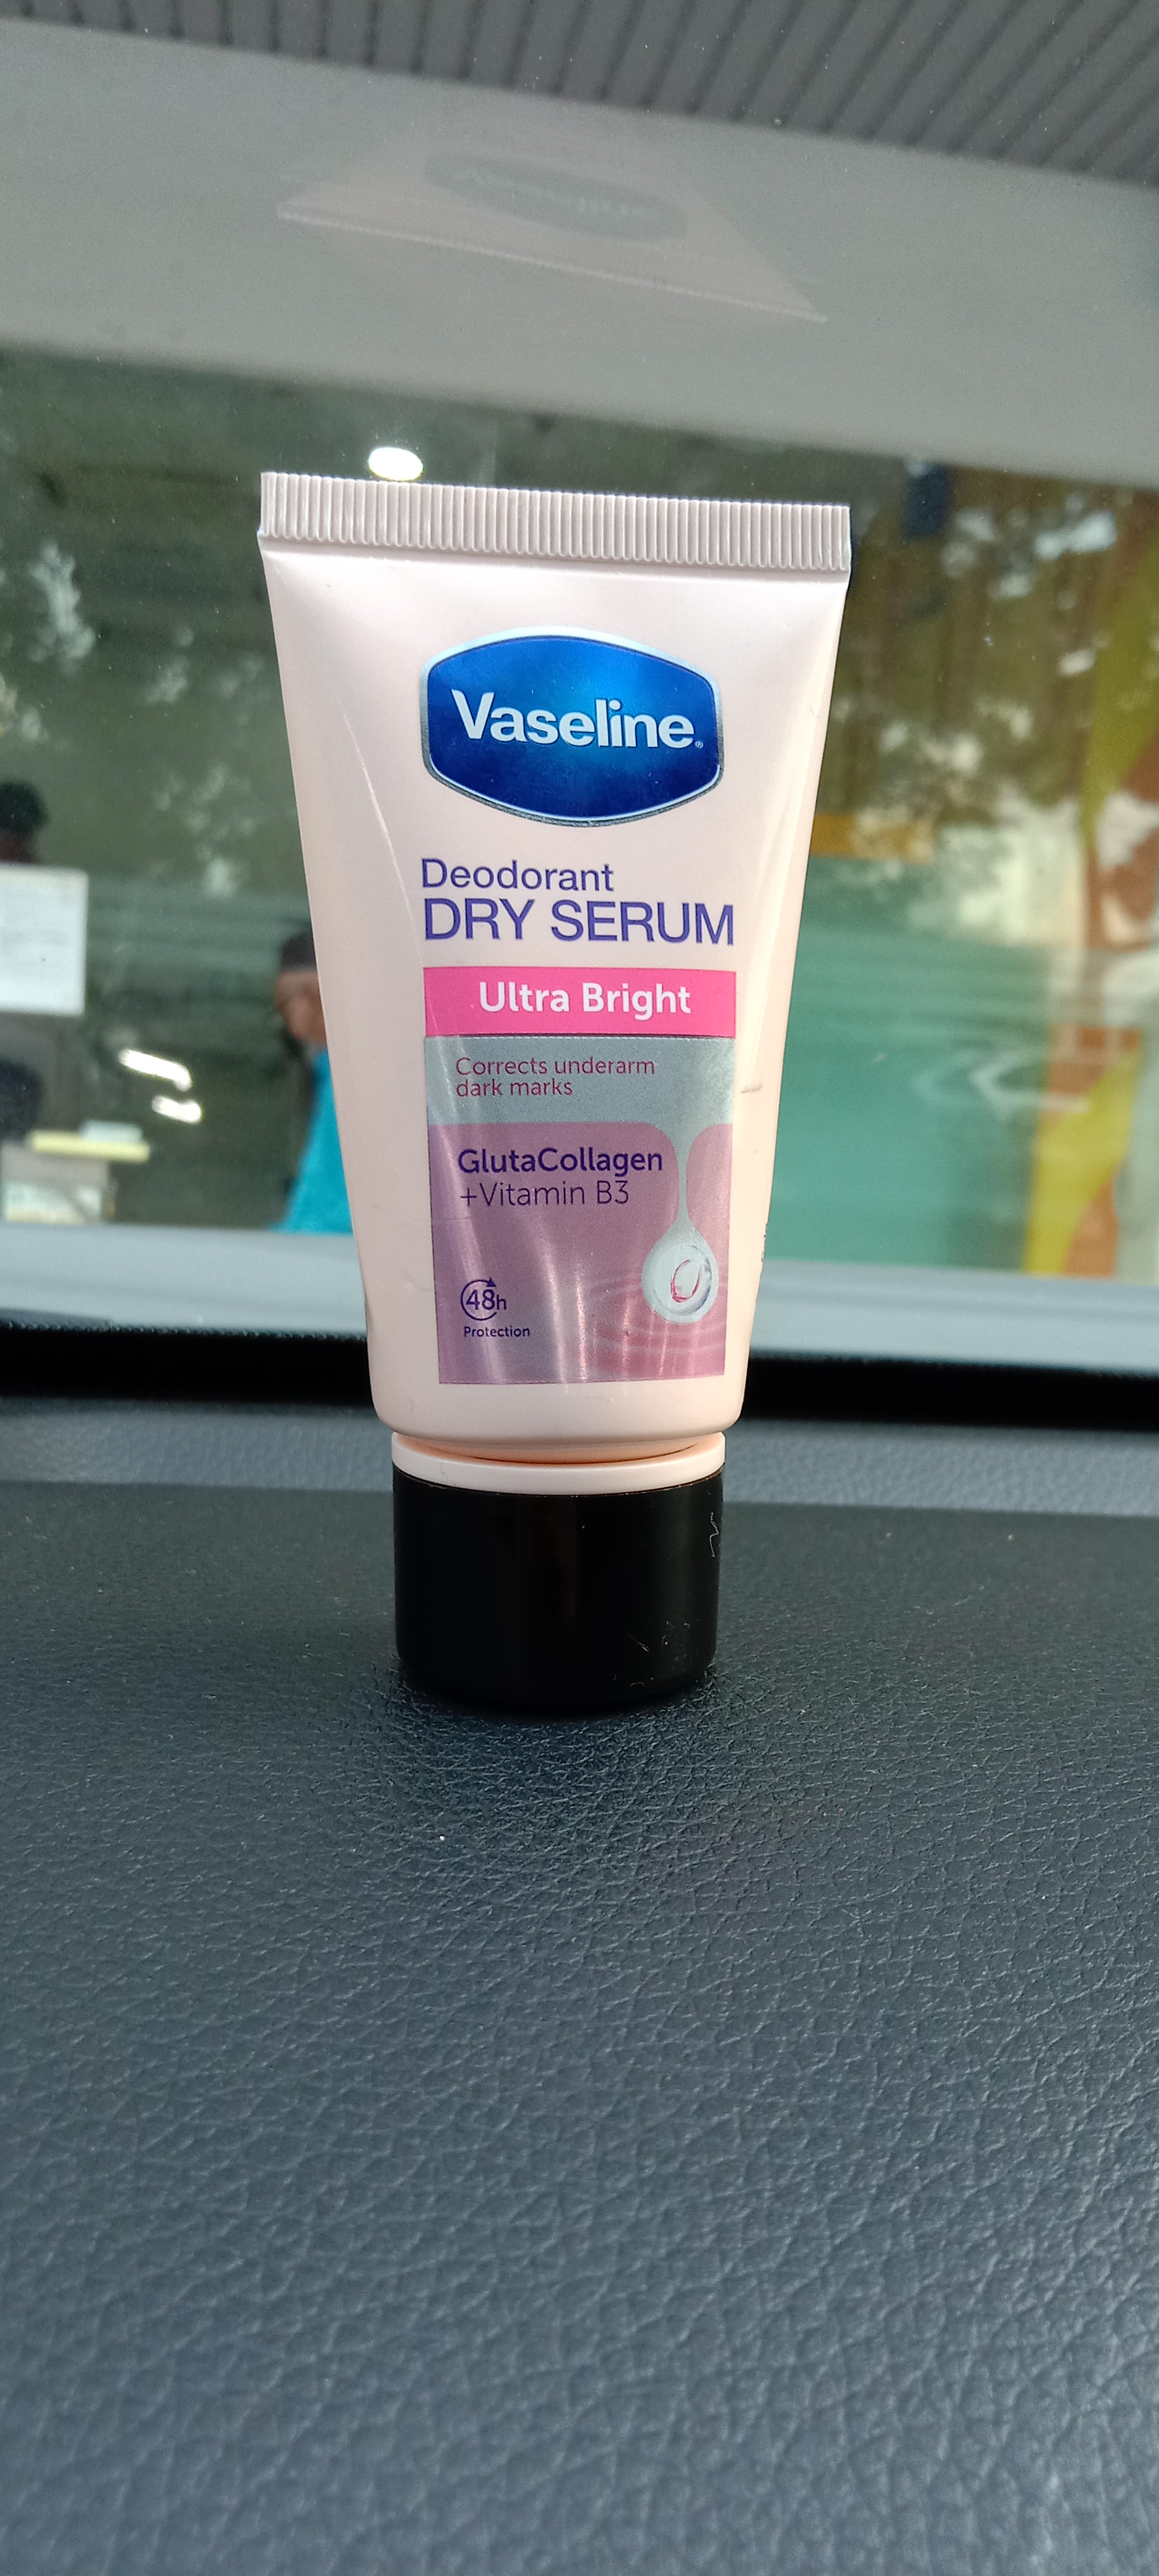 Vaseline®
Deodorant
DRY SERUM
Ultra Bright
Corrects underarm
dark marks
GlutaCollagen
+Vitamin B3
48h
Protection